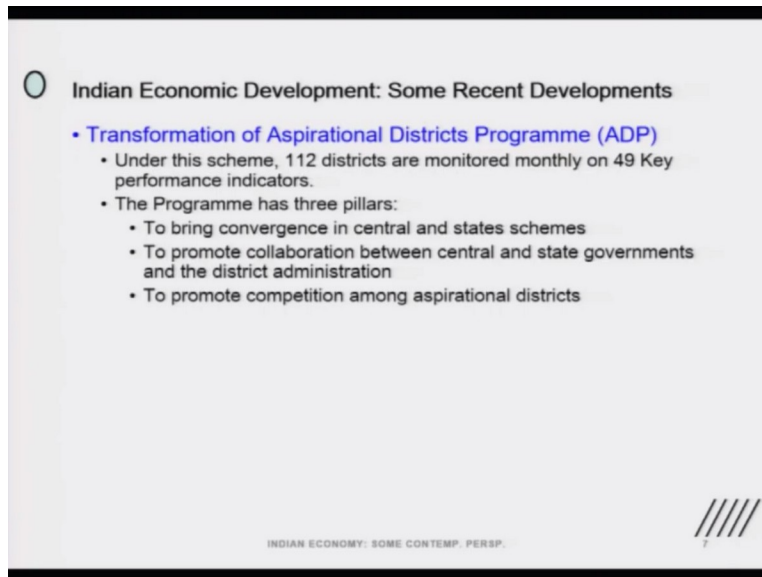 Indian Economic Development: Some Recent Developments
• Transformation of Aspirational Districts Programme (ADP)
• Under this scheme, 112 districts are monitored monthly on 49 Key
performance indicators.
• The Programme has three pillars:
• To bring convergence in central and states schemes
• To promote collaboration between central and state governments
and the district administration
• To promote competition among aspirational districts
INDIAN ECONOMY: SOME CONTEMP. PERSP.
7